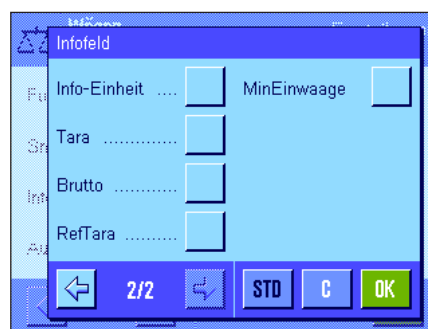 Infofeld
Info-Einheit ....
MinEinwaage
Tara ..............
Brutto ............
RefTara ..........
2/2
STD
C
OK